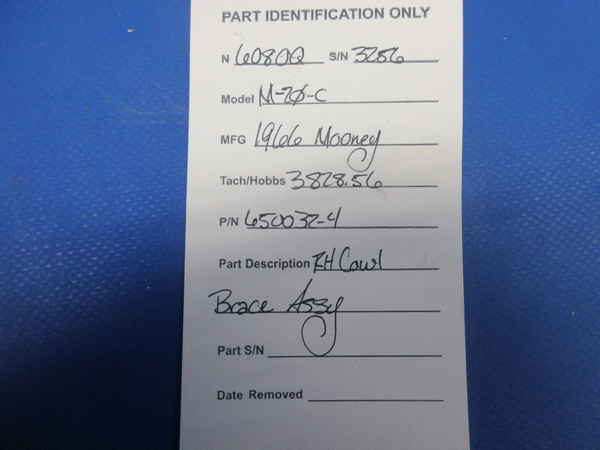 PART IDENTIFICATION ONLY
N 6080Q S/N 3256
Model M-20-C
MFG 1966 Mooney
Tach/Hobbs 3828.56
P/N 650032-4
Part Description RH Cowl
Brace Assy
Part S/N
Date Removed